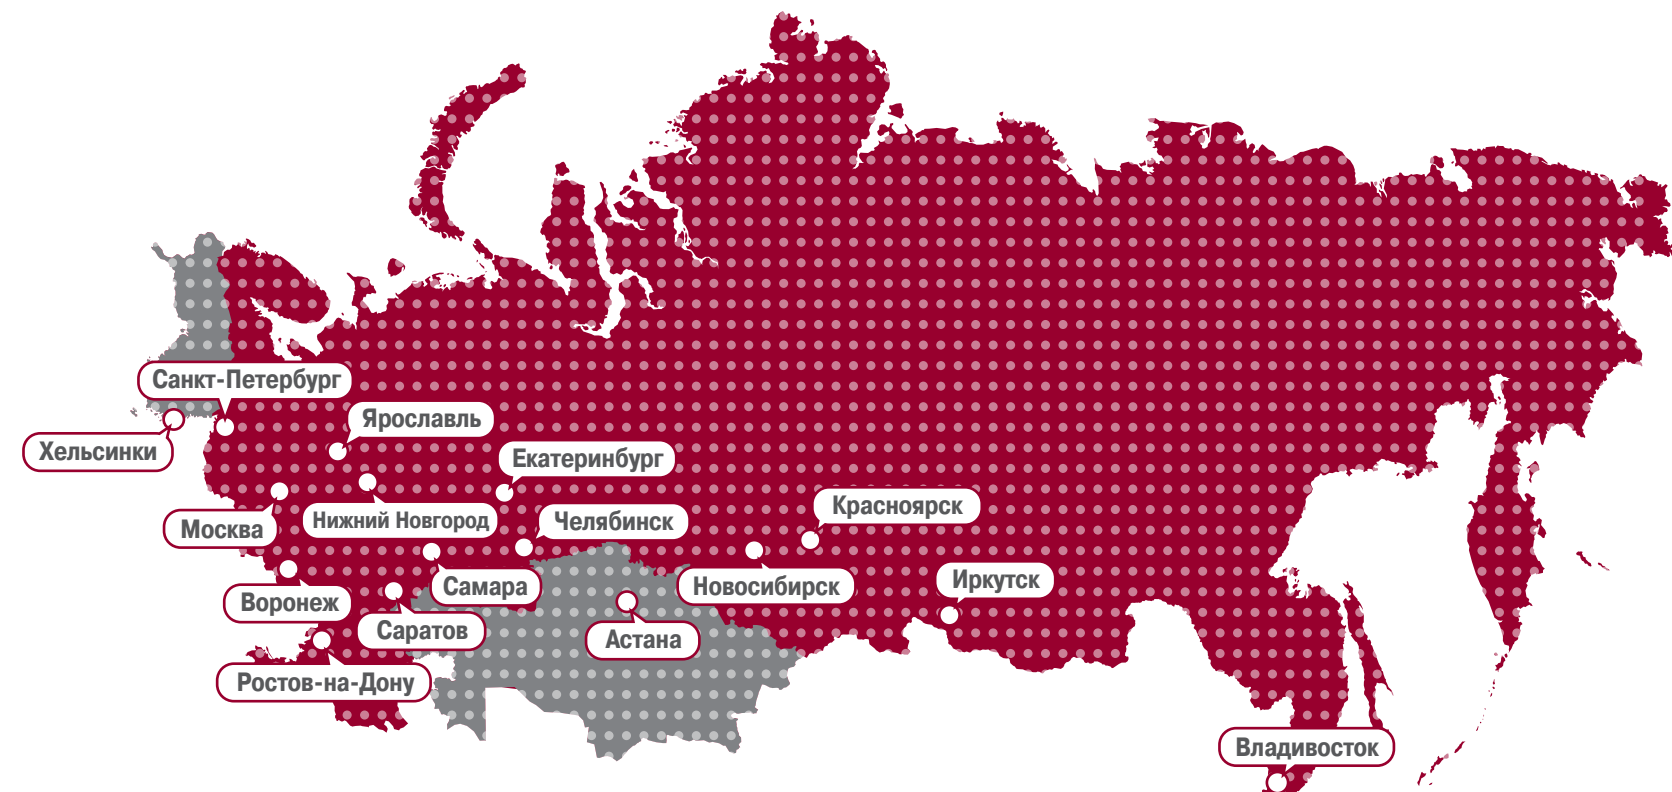 Санкт-Петербург
Ярославль
Хельсинки
Екатеринбург
Красноярск
Нижний Новгород
Челябинск
Москва
Иркутск
Самара
Новосибирск
Воронеж
Саратов
Астана
Ростов-на-Дону
Владивосток